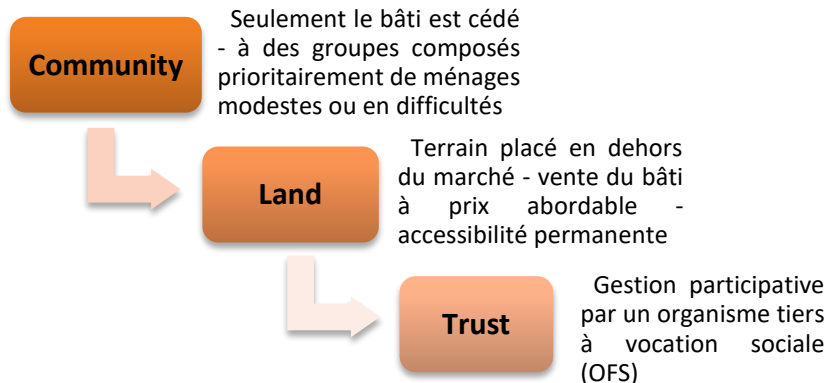 Community
Seulement le bâti est cédé
- à des groupes composés
prioritairement de ménages
modestes ou en difficultés
Land
Terrain placé en dehors
du marché - vente du bâti
à prix abordable -
accessibilité permanente
Trust
Gestion participative
par un organisme tiers
à vocation sociale
(OFS)